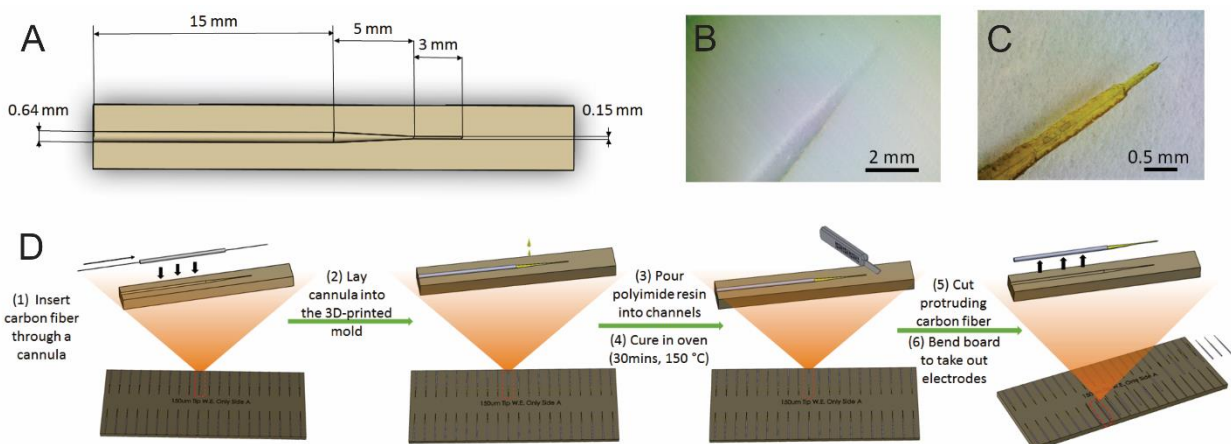 A
15 mm
5 mm
3 mm
0.64 mm
0.15 mm
B
2 mm
C
0.5 mm
D
(1) Insert
carbon fiber
through a
cannula
(2) Lay
cannula into
the 3D-printed
mold
(3) Pour
polyimide resin
into channels
(4) Cure in oven
(30mins, 150 °C)
(5) Cut
protruding
carbon fiber
(6) Bend board
to take out
electrodes
150um Tip W.E. Only Side A
150um Tip W.E. Only Side A
150um Tip W.E. Only Side A
150um Tip W.E. Only Side A